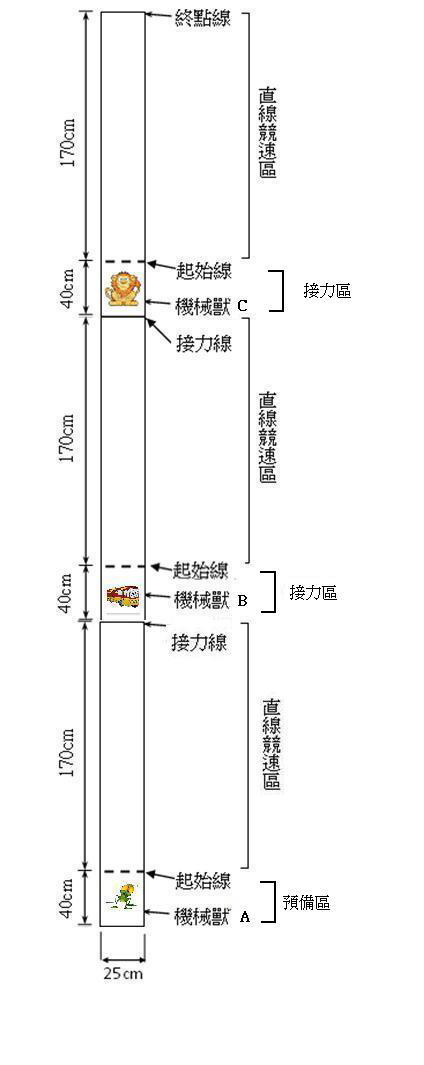 終點線
直線競速區
170cm
起始線
40cm
機械獸 C
接力區
接力線
直線競速區
170cm
起始線
40cm
機械獸 B
接力區
接力線
直線競速區
170cm
起始線
40cm
機械獸 A
預備區
25cm